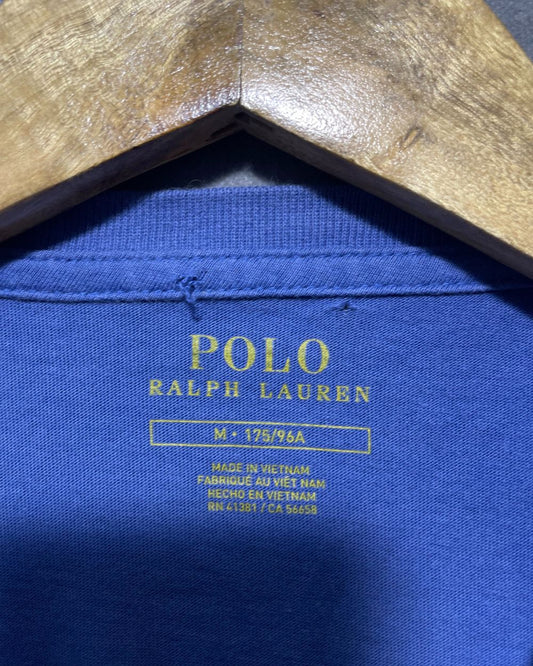 POLO
RALPH LAUREN
M • 175/96A
MADE IN VIETNAM
FABRIQUÉ AU VIÊT NAM
HECHO EN VIETNAM
RN 41381 / CA 56658